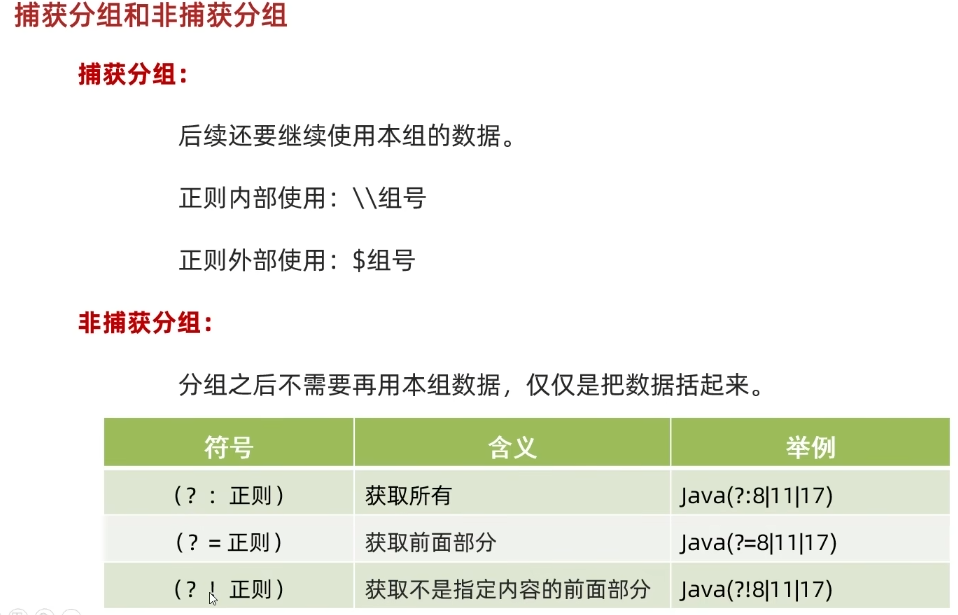 捕获分组和非捕获分组
捕获分组：
后续还要继续使用本组的数据。
正则内部使用：\\组号
正则外部使用：$组号
非捕获分组：
分组之后不需要再用本组数据，仅仅是把数据括起来。
符号 含义 举例
（?：正则） 获取所有 Java(?:8|11|17)
（?=正则） 获取前面部分 Java(?=8|11|17)
（?！正则） 获取不是指定内容的前面部分 Java(?!8|11|17)